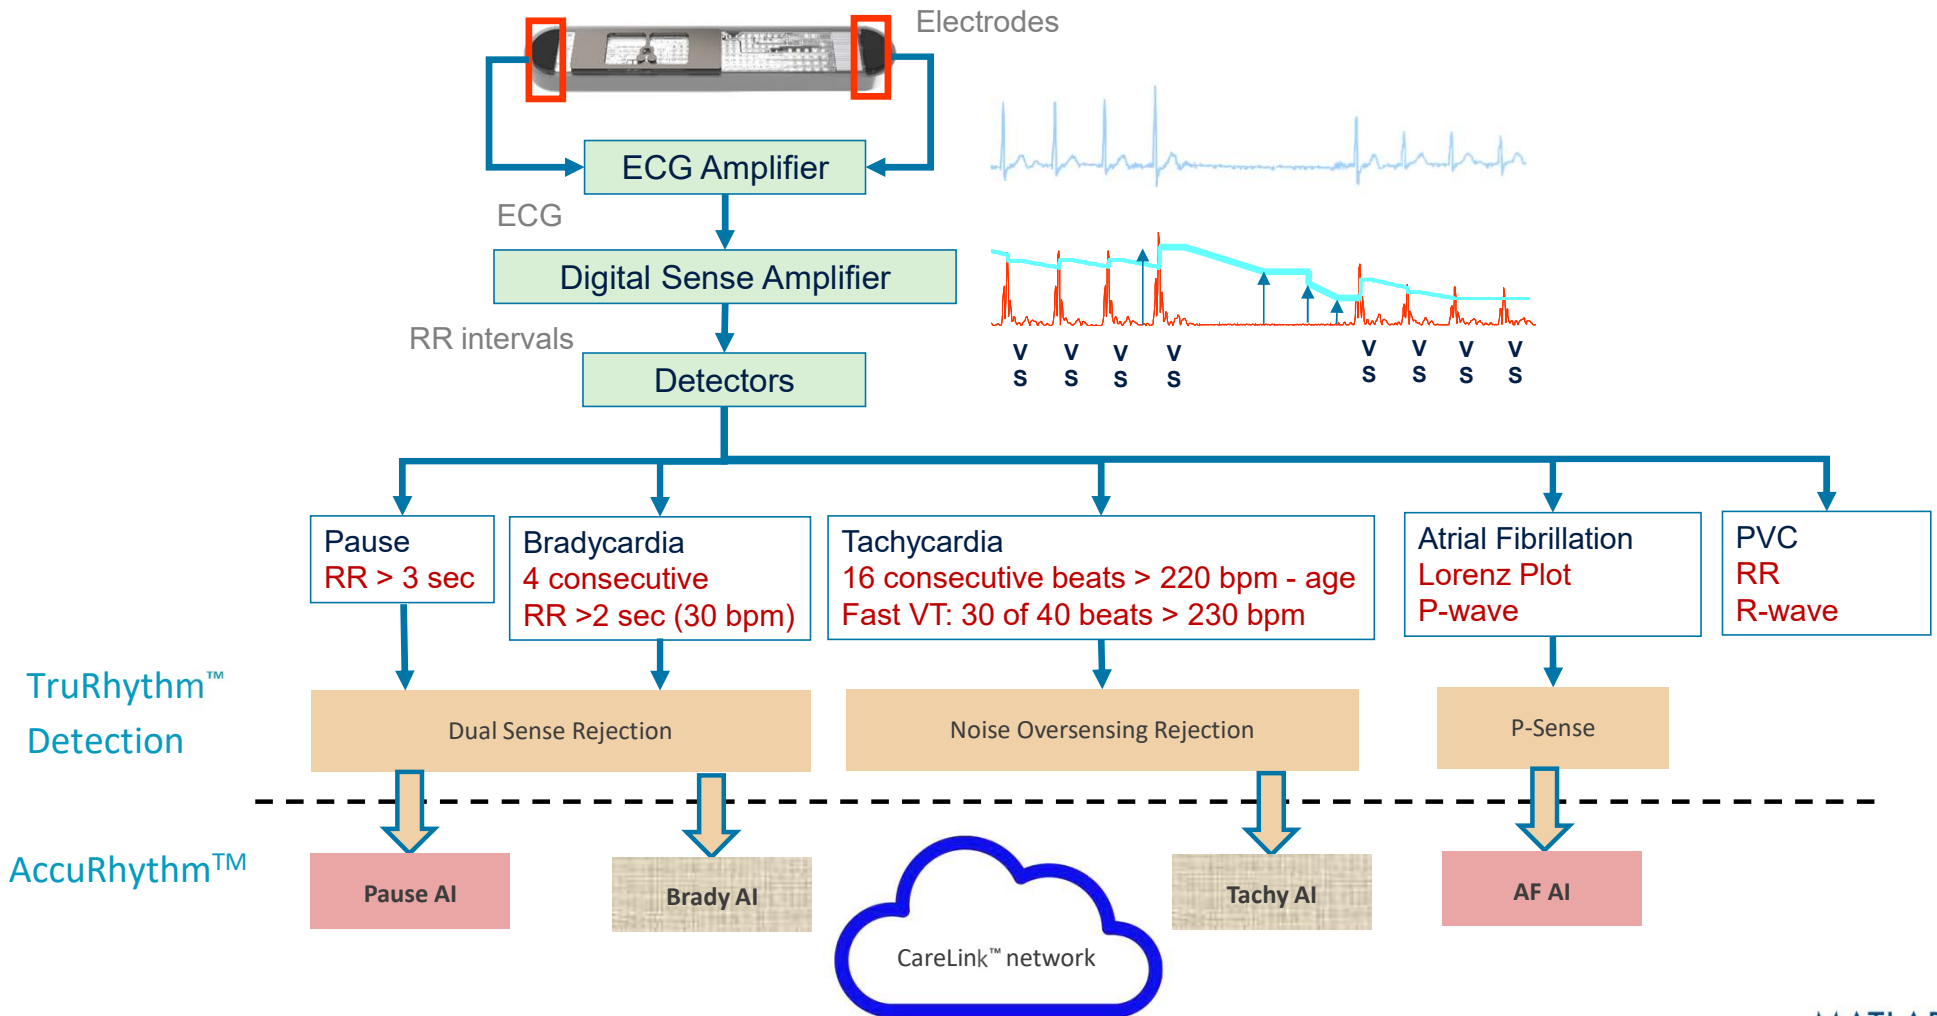 Electrodes
ECG Amplifier
ECG
Digital Sense Amplifier
RR intervals
Detectors
V V V V V V V V
S S S S S S S S
Pause
RR > 3 sec
Bradycardia
4 consecutive
RR >2 sec (30 bpm)
Tachycardia
16 consecutive beats > 220 bpm - age
Fast VT: 30 of 40 beats > 230 bpm
Atrial Fibrillation
Lorenz Plot
P-wave
PVC
RR
R-wave
TruRhythm™
Detection
Dual Sense Rejection
Noise Oversensing Rejection
P-Sense
AccuRhythm™
Pause AI
Brady AI
Tachy AI
AF AI
CareLink™ network